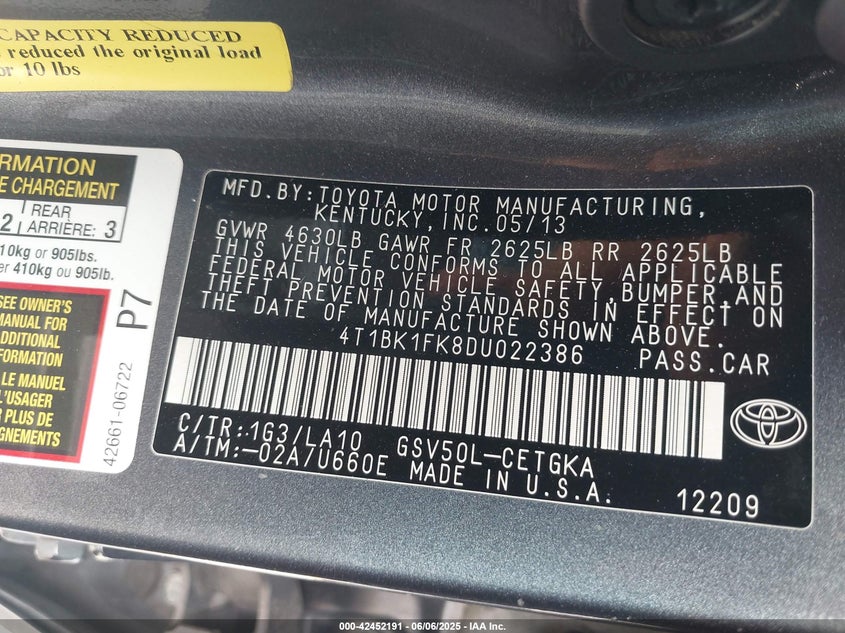 CAPACITY REDUCED
reduced the original load
or 10 lbs
ORMATION
E CHARGEMENT
2 REAR ARRIÈRE: 3
10kg or 905lbs.
er 410kg ou 905lb.
SEE OWNER'S
MANUAL FOR
ADDITIONAL
INFORMATION
LE MANUEL
L'USAGER
PLUS DE
GNEMENTS
P7
42661-06722
MFD.BY:TOYOTA MOTOR MANUFACTURING,
KENTUCKY,INC.05/13
GVWR 4630LB GAWR FR 2625LB RR 2625LB
THIS VEHICLE CONFORMS TO ALL APPLICABLE
FEDERAL MOTOR VEHICLE SAFETY,BUMPER,AND
THEFT PREVENTION STANDARDS IN EFFECT ON
THE DATE OF MANUFACTURE SHOWN ABOVE.
4T1BK1FK8DU022386 PASS.CAR
C/TR:1G3/LA10 GSV50L-CETGKA
A/TM:-02A/U660E MADE IN U.S.A.
12209
000-42452191 - 06/06/2025 - IAA Inc.